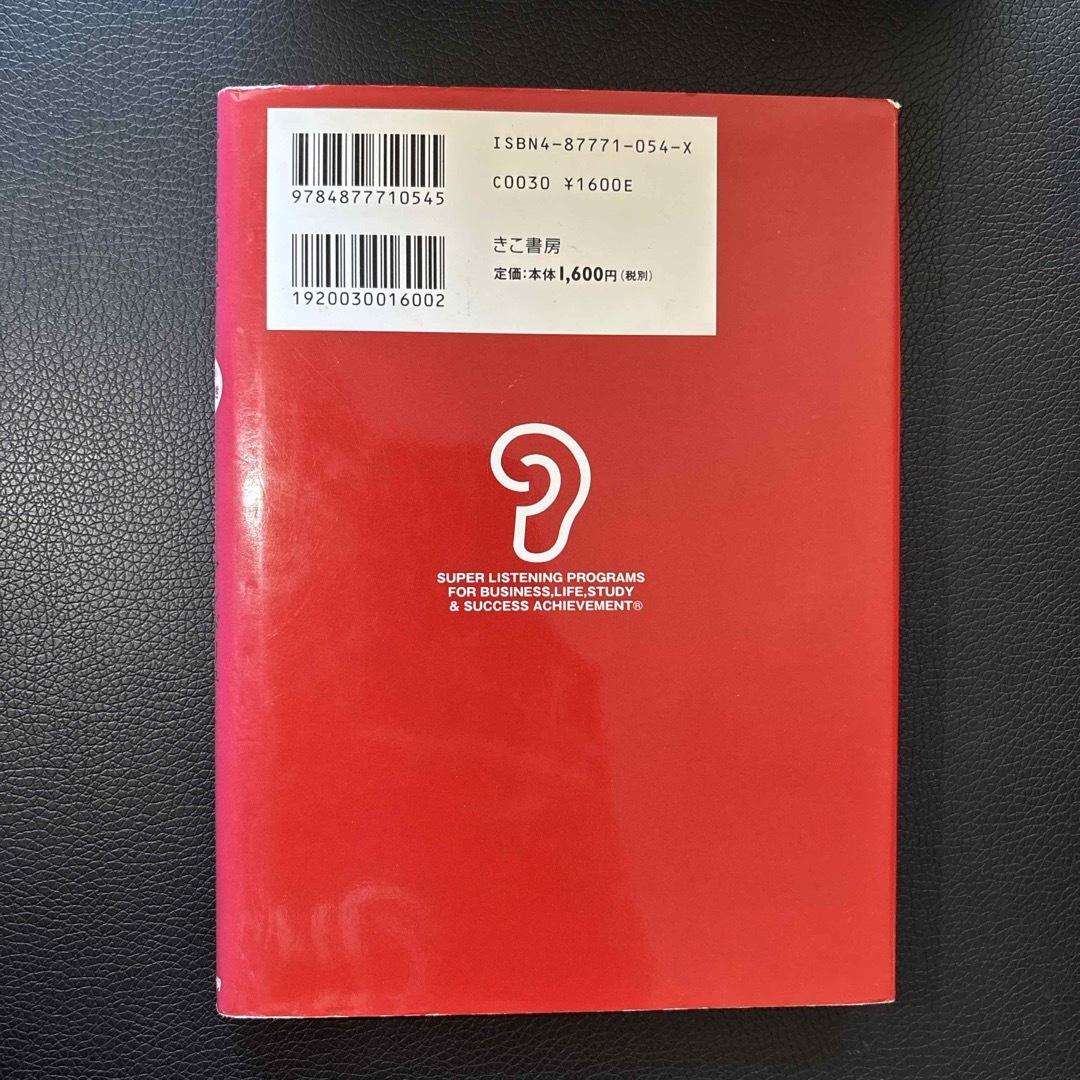 ISBN4-87771-054-X
9784877710545
C0030 ¥1600E
きこ書房
定価：本体1,600円（税別）
1920030016002
SUPER LISTENING PROGRAMS
FOR BUSINESS,LIFE,STUDY
& SUCCESS ACHIEVEMENT®